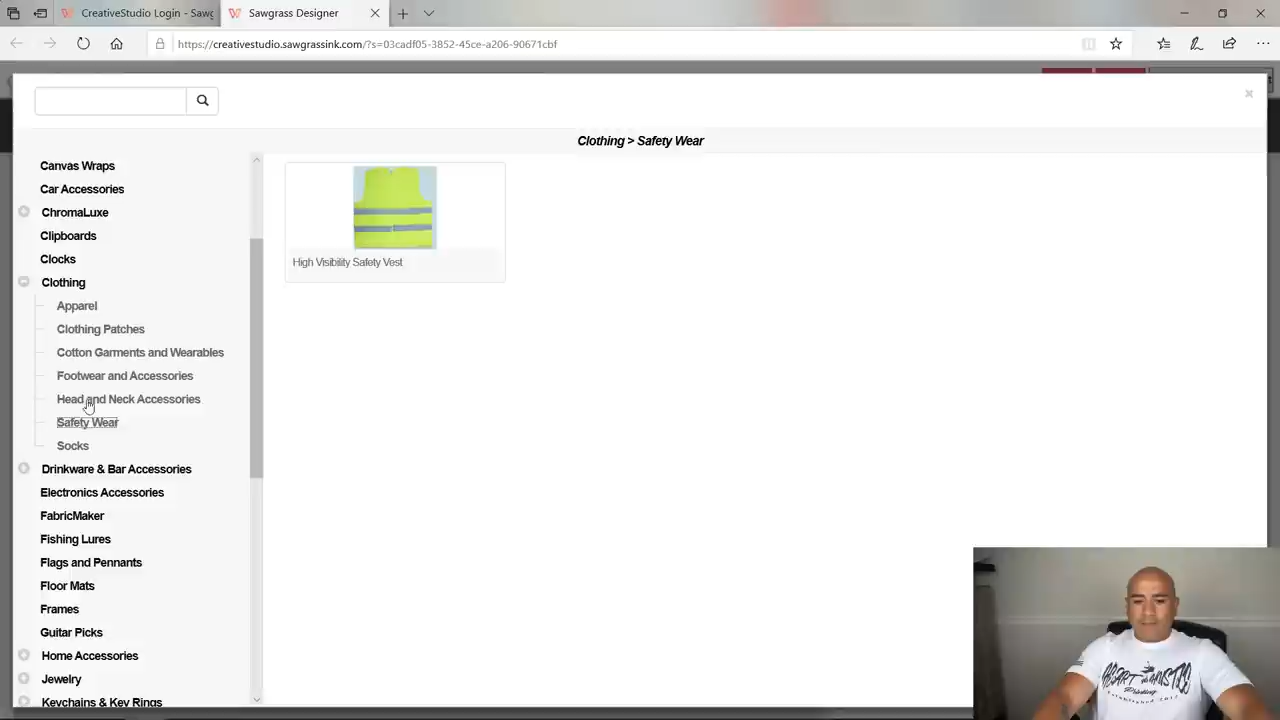 CreativeStudio Login - Sawg
Sawgrass Designer
https://creativestudio.sawgrassink.com/?s=03cadf05-3852-45ce-a206-90671cbf
Clothing > Safety Wear
Canvas Wraps
Car Accessories
ChromaLuxe
Clipboards
Clocks
Clothing
Apparel
Clothing Patches
Cotton Garments and Wearables
Footwear and Accessories
Head and Neck Accessories
Safety Wear
Socks
Drinkware & Bar Accessories
Electronics Accessories
FabricMaker
Fishing Lures
Flags and Pennants
Floor Mats
Frames
Guitar Picks
Home Accessories
Jewelry
Keychains & Key Rings
High Visibility Safety Vest